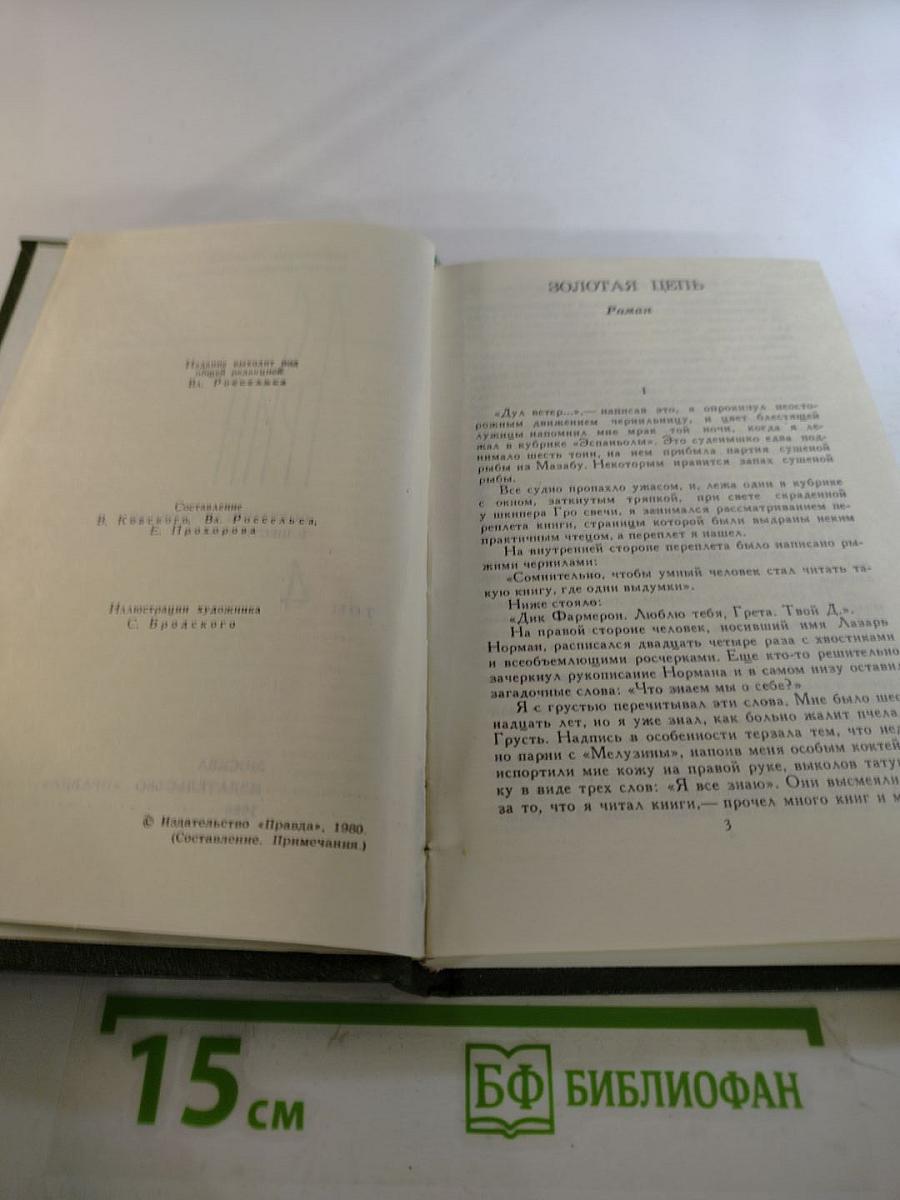 Издание выходит под
общей редакцией
Вл. Россельса
Составление
В. Ковского, Вл. Россельса,
Е. Прохорова
Иллюстрации художника
С. Бродского
© Издательство «Правда», 1980.
(Составление. Примечания.)
ЗОЛОТАЯ ЦЕПЬ
Роман
I
«Дул ветер...»,— написав это, я опрокинул неосто-
рожным движением чернильницу, и цвет блестящей
лужицы напомнил мне мрак той ночи, когда я ле-
жал в кубрике «Эспаньолы». Это суденышко едва под-
нимало шесть тонн, на нем прибыла партия сушеной
рыбы из Мазабу. Некоторым нравится запах сушеной
рыбы.
Все судно пропахло ужасом, и, лежа один в кубрике
с окном, заткнутым тряпкой, при свете скраденной
у шкипера Гро свечи, я занимался рассматриванием пе-
реплета книги, страницы которой были выдраны неким
практичным чтецом, а переплет я нашел.
На внутренней стороне переплета было написано ры-
жими чернилами:
«Сомнительно, чтобы умный человек стал читать та-
кую книгу, где одни выдумки».
Ниже стояло:
«Дик Фармерон. Люблю тебя, Грета. Твой Д.».
На правой стороне человек, носивший имя Лазарь
Норман, расписался двадцать четыре раза с хвостиками
и всеобъемлющими росчерками. Еще кто-то решительно
зачеркнул рукописание Нормана и в самом низу оставил
загадочные слова: «Что знаем мы о себе?»
Я с грустью перечитывал эти слова. Мне было шест-
надцать лет, но я уже знал, как больно жалит пчела
Грусть. Надпись в особенности терзала тем, что нед
но парни с «Мелузины», напоив меня особым коктей
испортили мне кожу на правой руке, выколов татуи
ку в виде трех слов: «Я все знаю». Они высмеяли
за то, что я читал книги,— прочел много книг и м
3
15 СМ
БФ БИБЛИОФАН